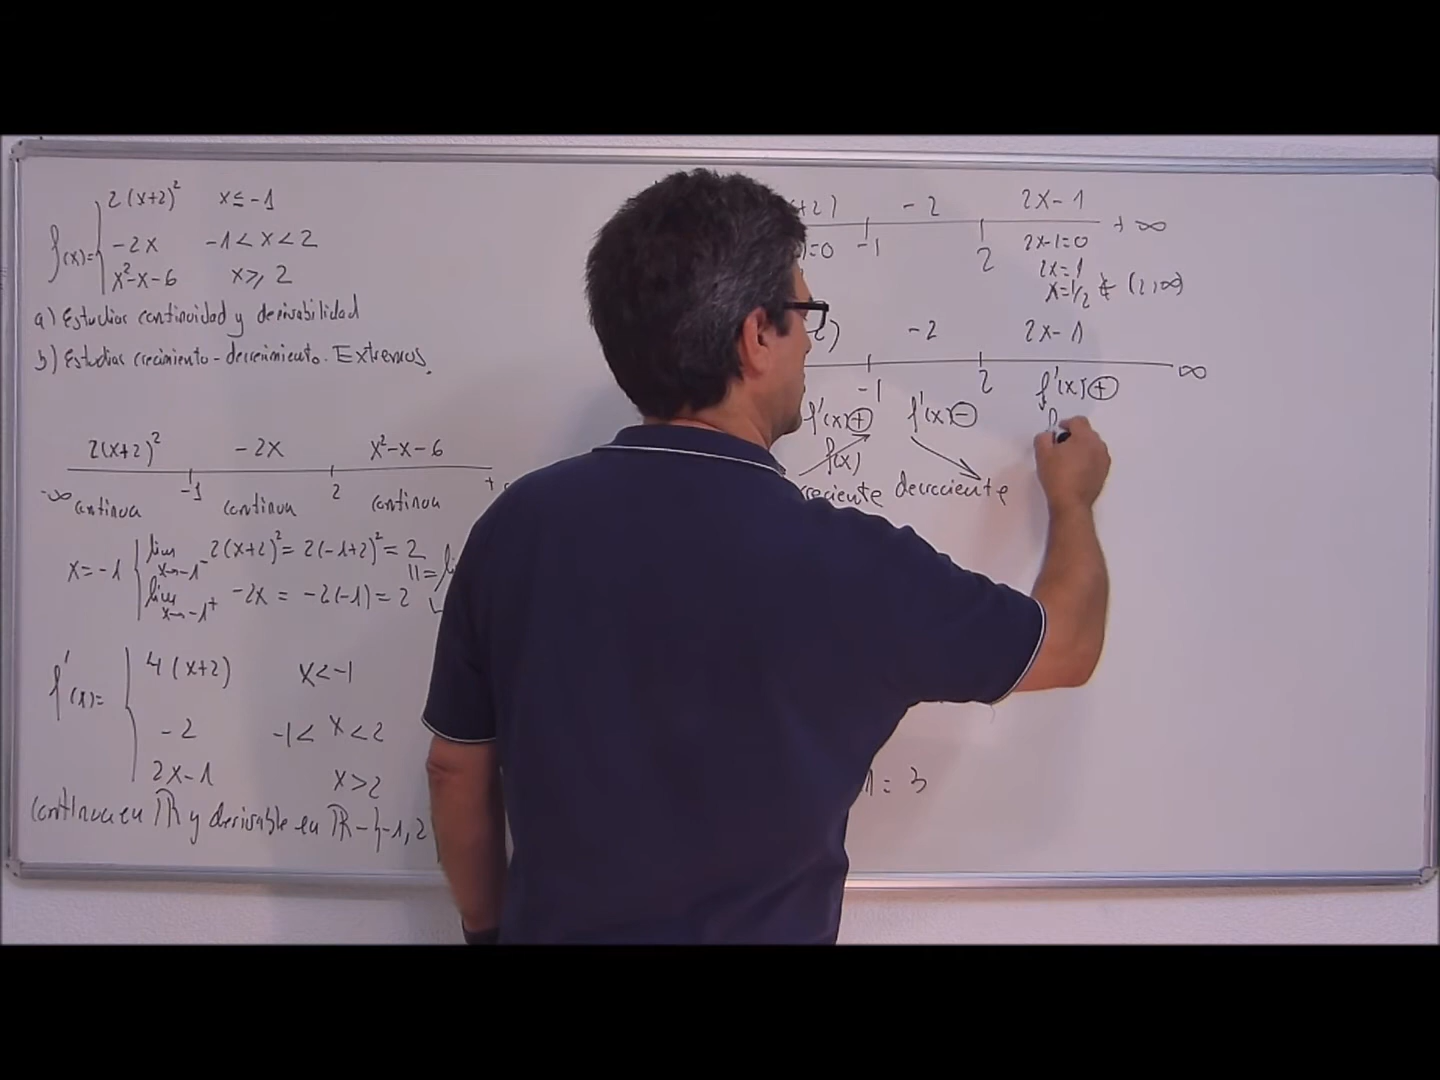 f(x)= 2(x+2)² x≤-1
-2x -1<x<2
x²-x-6 x≥2
a) Estudiar continuidad y derivabilidad
b) Estudiar crecimiento-decrecimiento. Extremos.
2(x+2)² -2x x²-x-6
-∞ -1 2 +
continua continua continua
x=-1 lim x→-1⁻ 2(x+2)² = 2(-1+2)² = 2
lim x→-1⁺ -2x = -2(-1) = 2
f'(x)= 4(x+2) x<-1
-2 -1< x<2
2x-1 x>2
continua en ℝ y derivable en ℝ-{-1,2
+2) -2 2x-1
)=0 -1 2 +∞
2x-1=0
2x=1
x=1/2 ∉ (2,∞)
2) -2 2x-1
-1 2 ∞
f'(x)⊕ f'(x)⊖ f'(x)⊕
f(x)
creciente decreciente
1=3